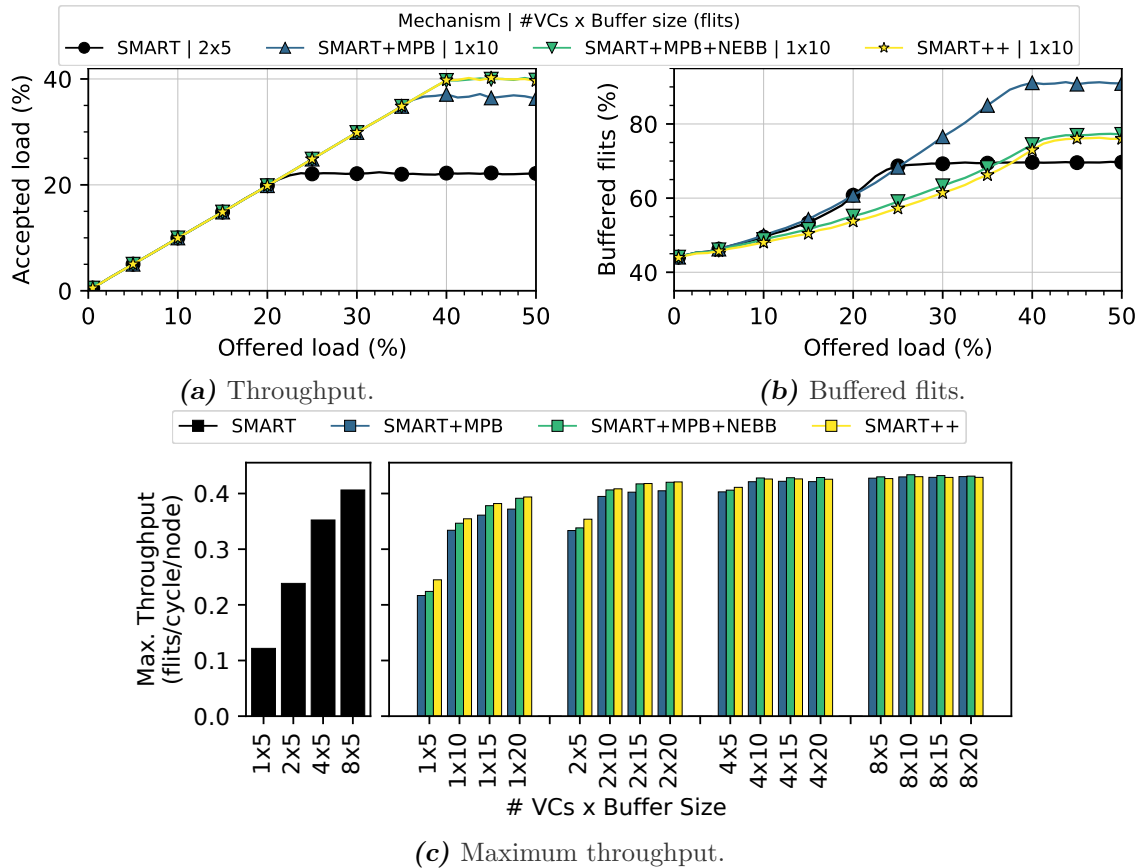 Mechanism | #VCs x Buffer size (flits)
SMART | 2x5 SMART+MPB | 1x10 SMART+MPB+NEBB | 1x10 SMART++ | 1x10
Accepted load (%)
40
20
0
0 10 20 30 40 50
Offered load (%)
(a) Throughput.
Buffered flits (%)
80
60
40
0 10 20 30 40 50
Offered load (%)
(b) Buffered flits.
SMART SMART+MPB SMART+MPB+NEBB SMART++
Max. Throughput
(flits/cycle/node)
0.4
0.3
0.2
0.1
0.0
1x5 2x5 4x5 8x5
1x5 1x10 1x15 1x20 2x5 2x10 2x15 2x20 4x5 4x10 4x15 4x20 8x5 8x10 8x15 8x20
# VCs x Buffer Size
(c) Maximum throughput.